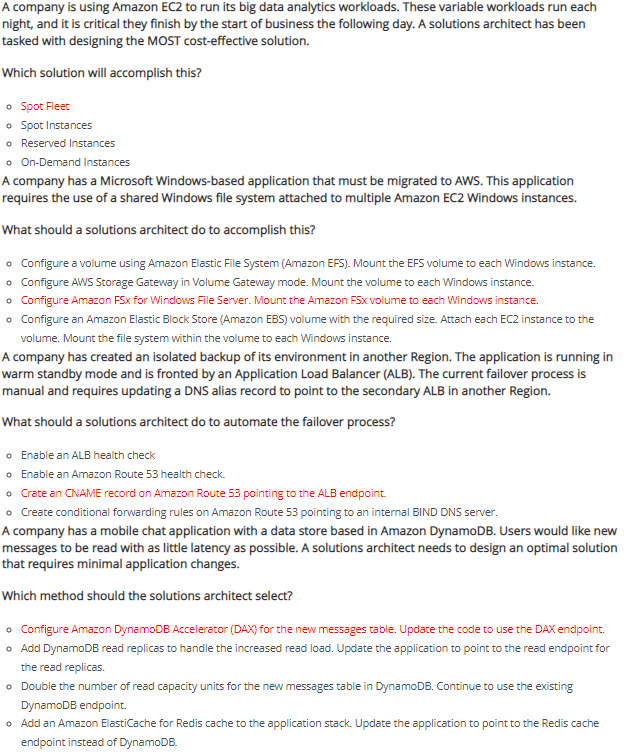 A company is using Amazon EC2 to run its big data analytics workloads. These variable workloads run each
night, and it is critical they finish by the start of business the following day. A solutions architect has been
tasked with designing the MOST cost-effective solution.
Which solution will accomplish this?
Spot Fleet
Spot Instances
Reserved Instances
On-Demand Instances
A company has a Microsoft Windows-based application that must be migrated to AWS. This application
requires the use of a shared Windows file system attached to multiple Amazon EC2 Windows instances.
What should a solutions architect do to accomplish this?
Configure a volume using Amazon Elastic File System (Amazon EFS). Mount the EFS volume to each Windows instance.
Configure AWS Storage Gateway in Volume Gateway mode. Mount the volume to each Windows instance.
Configure Amazon FSx for Windows File Server. Mount the Amazon FSx volume to each Windows instance.
Configure an Amazon Elastic Block Store (Amazon EBS) volume with the required size. Attach each EC2 instance to the
volume. Mount the file system within the volume to each Windows instance.
A company has created an isolated backup of its environment in another Region. The application is running in
warm standby mode and is fronted by an Application Load Balancer (ALB). The current failover process is
manual and requires updating a DNS alias record to point to the secondary ALB in another Region.
What should a solutions architect do to automate the failover process?
Enable an ALB health check
Enable an Amazon Route 53 health check.
Crate an CNAME record on Amazon Route 53 pointing to the ALB endpoint.
Create conditional forwarding rules on Amazon Route 53 pointing to an internal BIND DNS server.
A company has a mobile chat application with a data store based in Amazon DynamoDB. Users would like new
messages to be read with as little latency as possible. A solutions architect needs to design an optimal solution
that requires minimal application changes.
Which method should the solutions architect select?
Configure Amazon DynamoDB Accelerator (DAX) for the new messages table. Update the code to use the DAX endpoint.
Add DynamoDB read replicas to handle the increased read load. Update the application to point to the read endpoint for
the read replicas.
Double the number of read capacity units for the new messages table in DynamoDB. Continue to use the existing
DynamoDB endpoint.
Add an Amazon ElastiCache for Redis cache to the application stack. Update the application to point to the Redis cache
endpoint instead of DynamoDB.